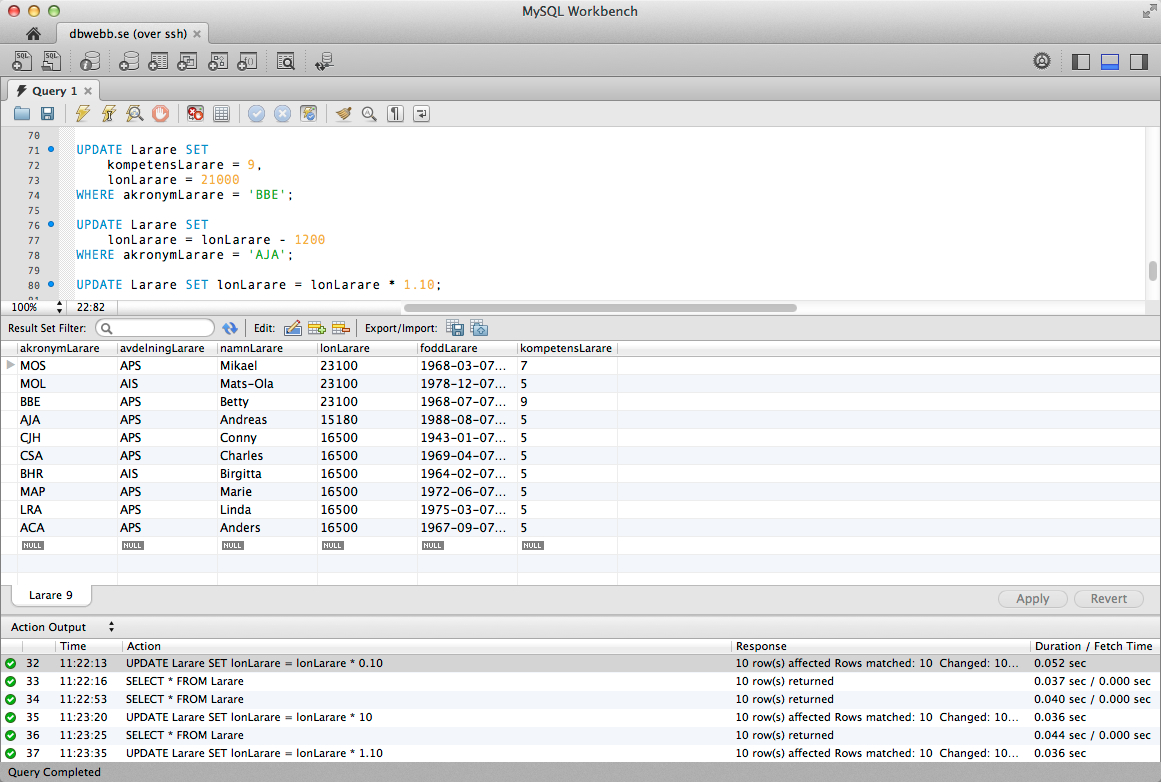 MySQL Workbench
dbwebb.se (over ssh)
SQL SQL
Query 1
70
71 UPDATE Larare SET
72 kompetensLarare = 9,
73 lonLarare = 21000
74 WHERE akronymLarare = 'BBE';
75
76 UPDATE Larare SET
77 lonLarare = lonLarare - 1200
78 WHERE akronymLarare = 'AJA';
79
80 UPDATE Larare SET lonLarare = lonLarare * 1.10;
81
100% 22:82
Result Set Filter: Edit: Export/Import:
akronymLarare avdelningLarare namnLarare lonLarare foddLarare kompetensLarare
MOS APS Mikael 23100 1968-03-07... 7
MOL AIS Mats-Ola 23100 1978-12-07... 5
BBE APS Betty 23100 1968-07-07... 9
AJA APS Andreas 15180 1988-08-07... 5
CJH APS Conny 16500 1943-01-07... 5
CSA APS Charles 16500 1969-04-07... 5
BHR AIS Birgitta 16500 1964-02-07... 5
MAP APS Marie 16500 1972-06-07... 5
LRA APS Linda 16500 1975-03-07... 5
ACA APS Anders 16500 1967-09-07... 5
NULL NULL NULL NULL NULL NULL
Larare 9 Apply Revert
Action Output
Time Action Response Duration / Fetch Time
32 11:22:13 UPDATE Larare SET lonLarare = lonLarare * 0.10 10 row(s) affected Rows matched: 10 Changed: 10... 0.052 sec
33 11:22:16 SELECT * FROM Larare 10 row(s) returned 0.037 sec / 0.000 sec
34 11:22:53 SELECT * FROM Larare 10 row(s) returned 0.040 sec / 0.000 sec
35 11:23:20 UPDATE Larare SET lonLarare = lonLarare * 10 10 row(s) affected Rows matched: 10 Changed: 10... 0.036 sec
36 11:23:25 SELECT * FROM Larare 10 row(s) returned 0.044 sec / 0.000 sec
37 11:23:35 UPDATE Larare SET lonLarare = lonLarare * 1.10 10 row(s) affected Rows matched: 10 Changed: 10... 0.036 sec
Query Completed